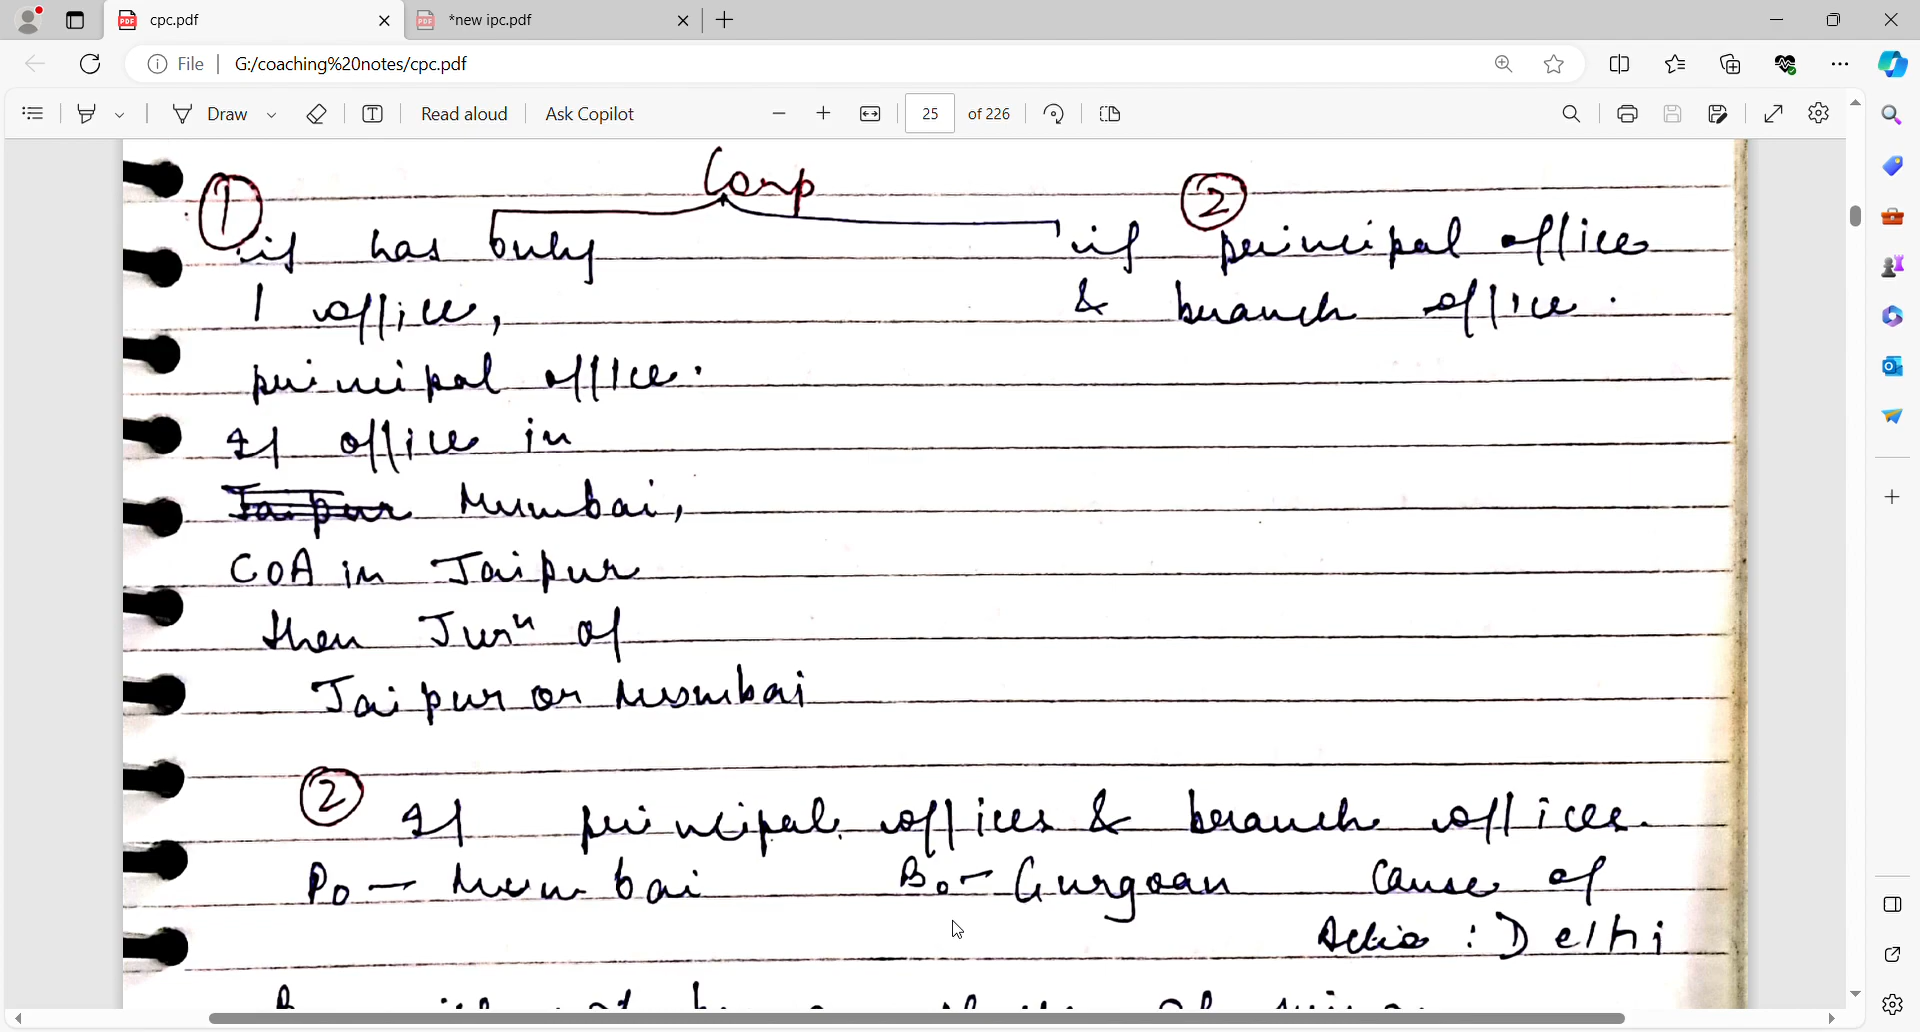 cpc.pdf
*new ipc.pdf
File
G:/coaching%20notes/cpc.pdf
Draw
Read aloud
Ask Copilot
25 of 226
Corp
① if has only
② if principal office
1 office,
& branch office.
principal office.
If office in
Jaipur Mumbai,
COA in Jaipur
then Jusⁿ of
Jaipur or Mumbai
② If principal offices & branch offices.
Po — Mumbai Bo — Gurgoan Cause of
Actio : Delhi